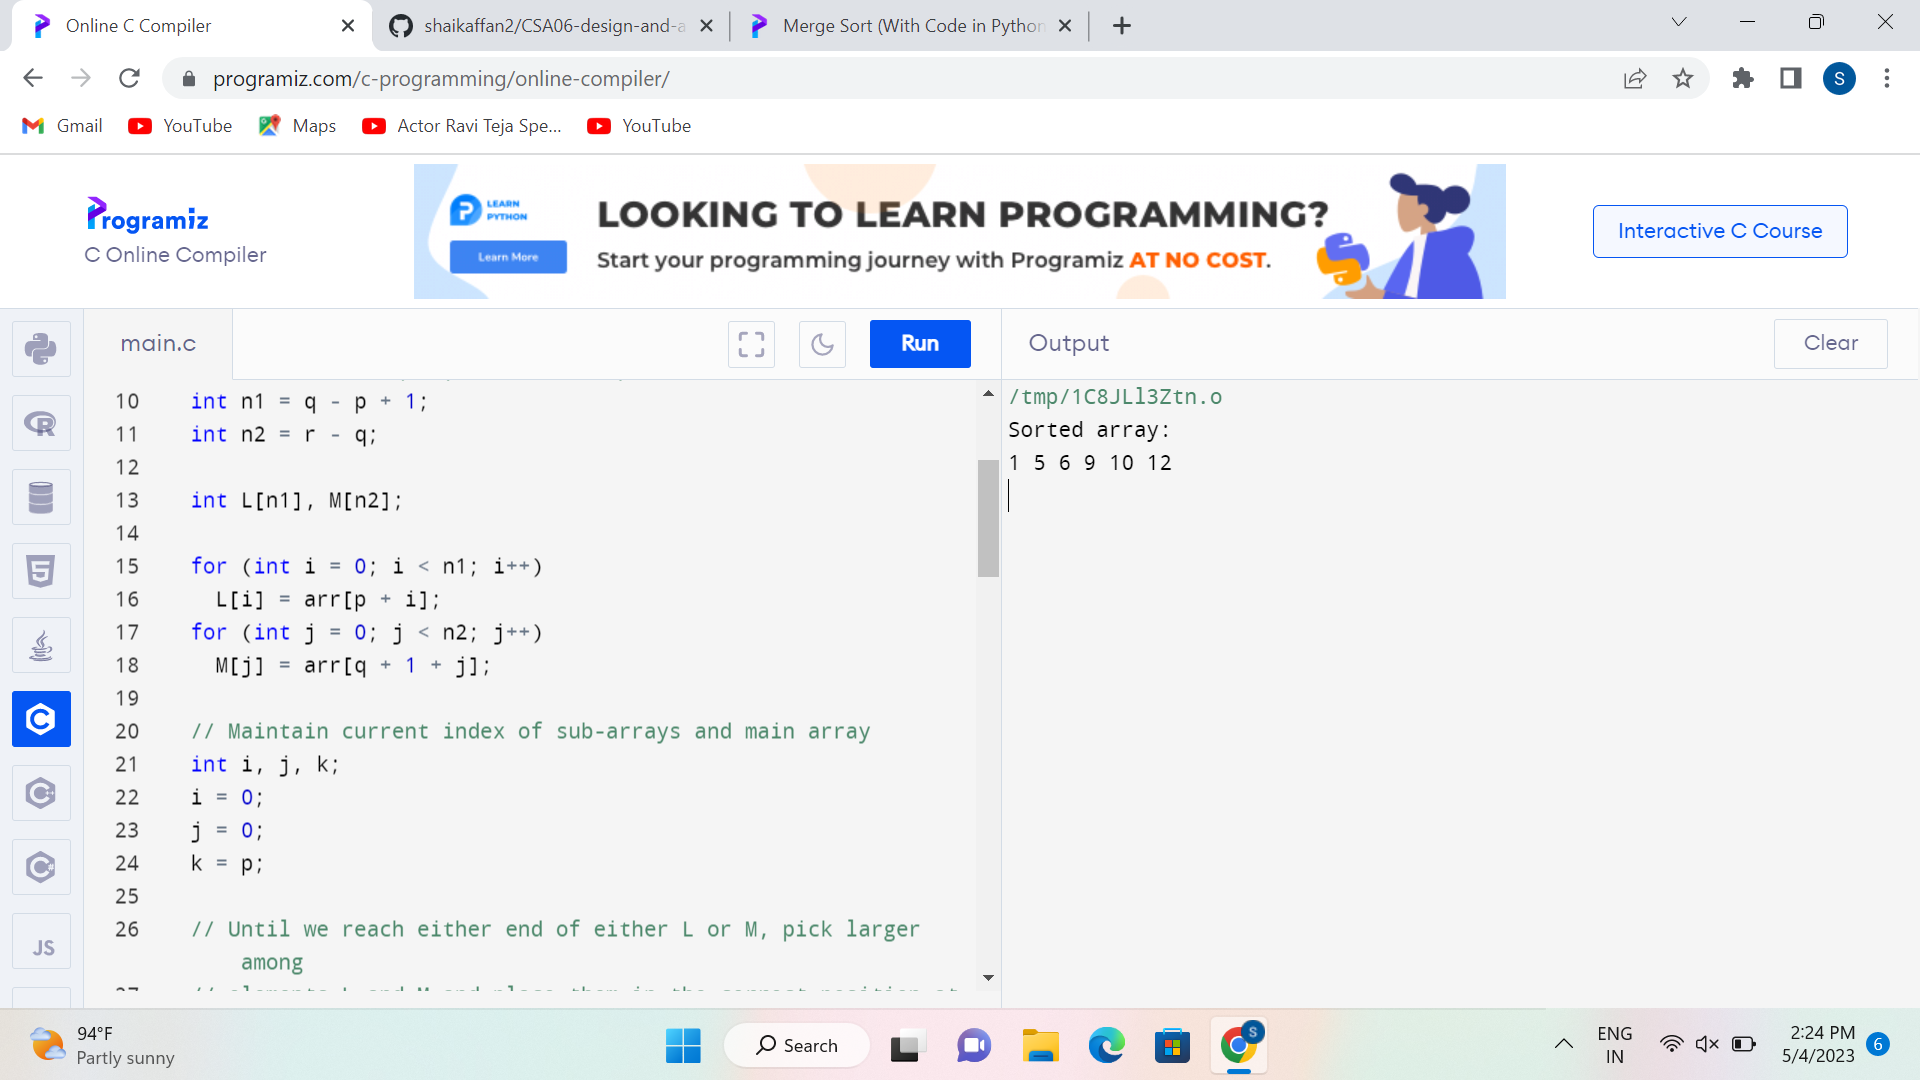 Online C Compiler
shaikaffan2/CSA06-design-and-a
Merge Sort (With Code in Python
programiz.com/c-programming/online-compiler/
S
Gmail
YouTube
Maps
Actor Ravi Teja Spe...
YouTube
Programiz
C Online Compiler
LEARN
PYTHON
Learn More
LOOKING TO LEARN PROGRAMMING?
Start your programming journey with Programiz AT NO COST.
Interactive C Course
main.c
Run
Output
Clear
10 int n1 = q - p + 1;
11 int n2 = r - q;
12
13 int L[n1], M[n2];
14
15 for (int i = 0; i < n1; i++)
16 L[i] = arr[p + i];
17 for (int j = 0; j < n2; j++)
18 M[j] = arr[q + 1 + j];
19
20 // Maintain current index of sub-arrays and main array
21 int i, j, k;
22 i = 0;
23 j = 0;
24 k = p;
25
26 // Until we reach either end of either L or M, pick larger
among
/tmp/1C8JLl3Ztn.o
Sorted array:
1 5 6 9 10 12
JS
94°F
Partly sunny
Search
S
ENG
IN
2:24 PM
5/4/2023
6